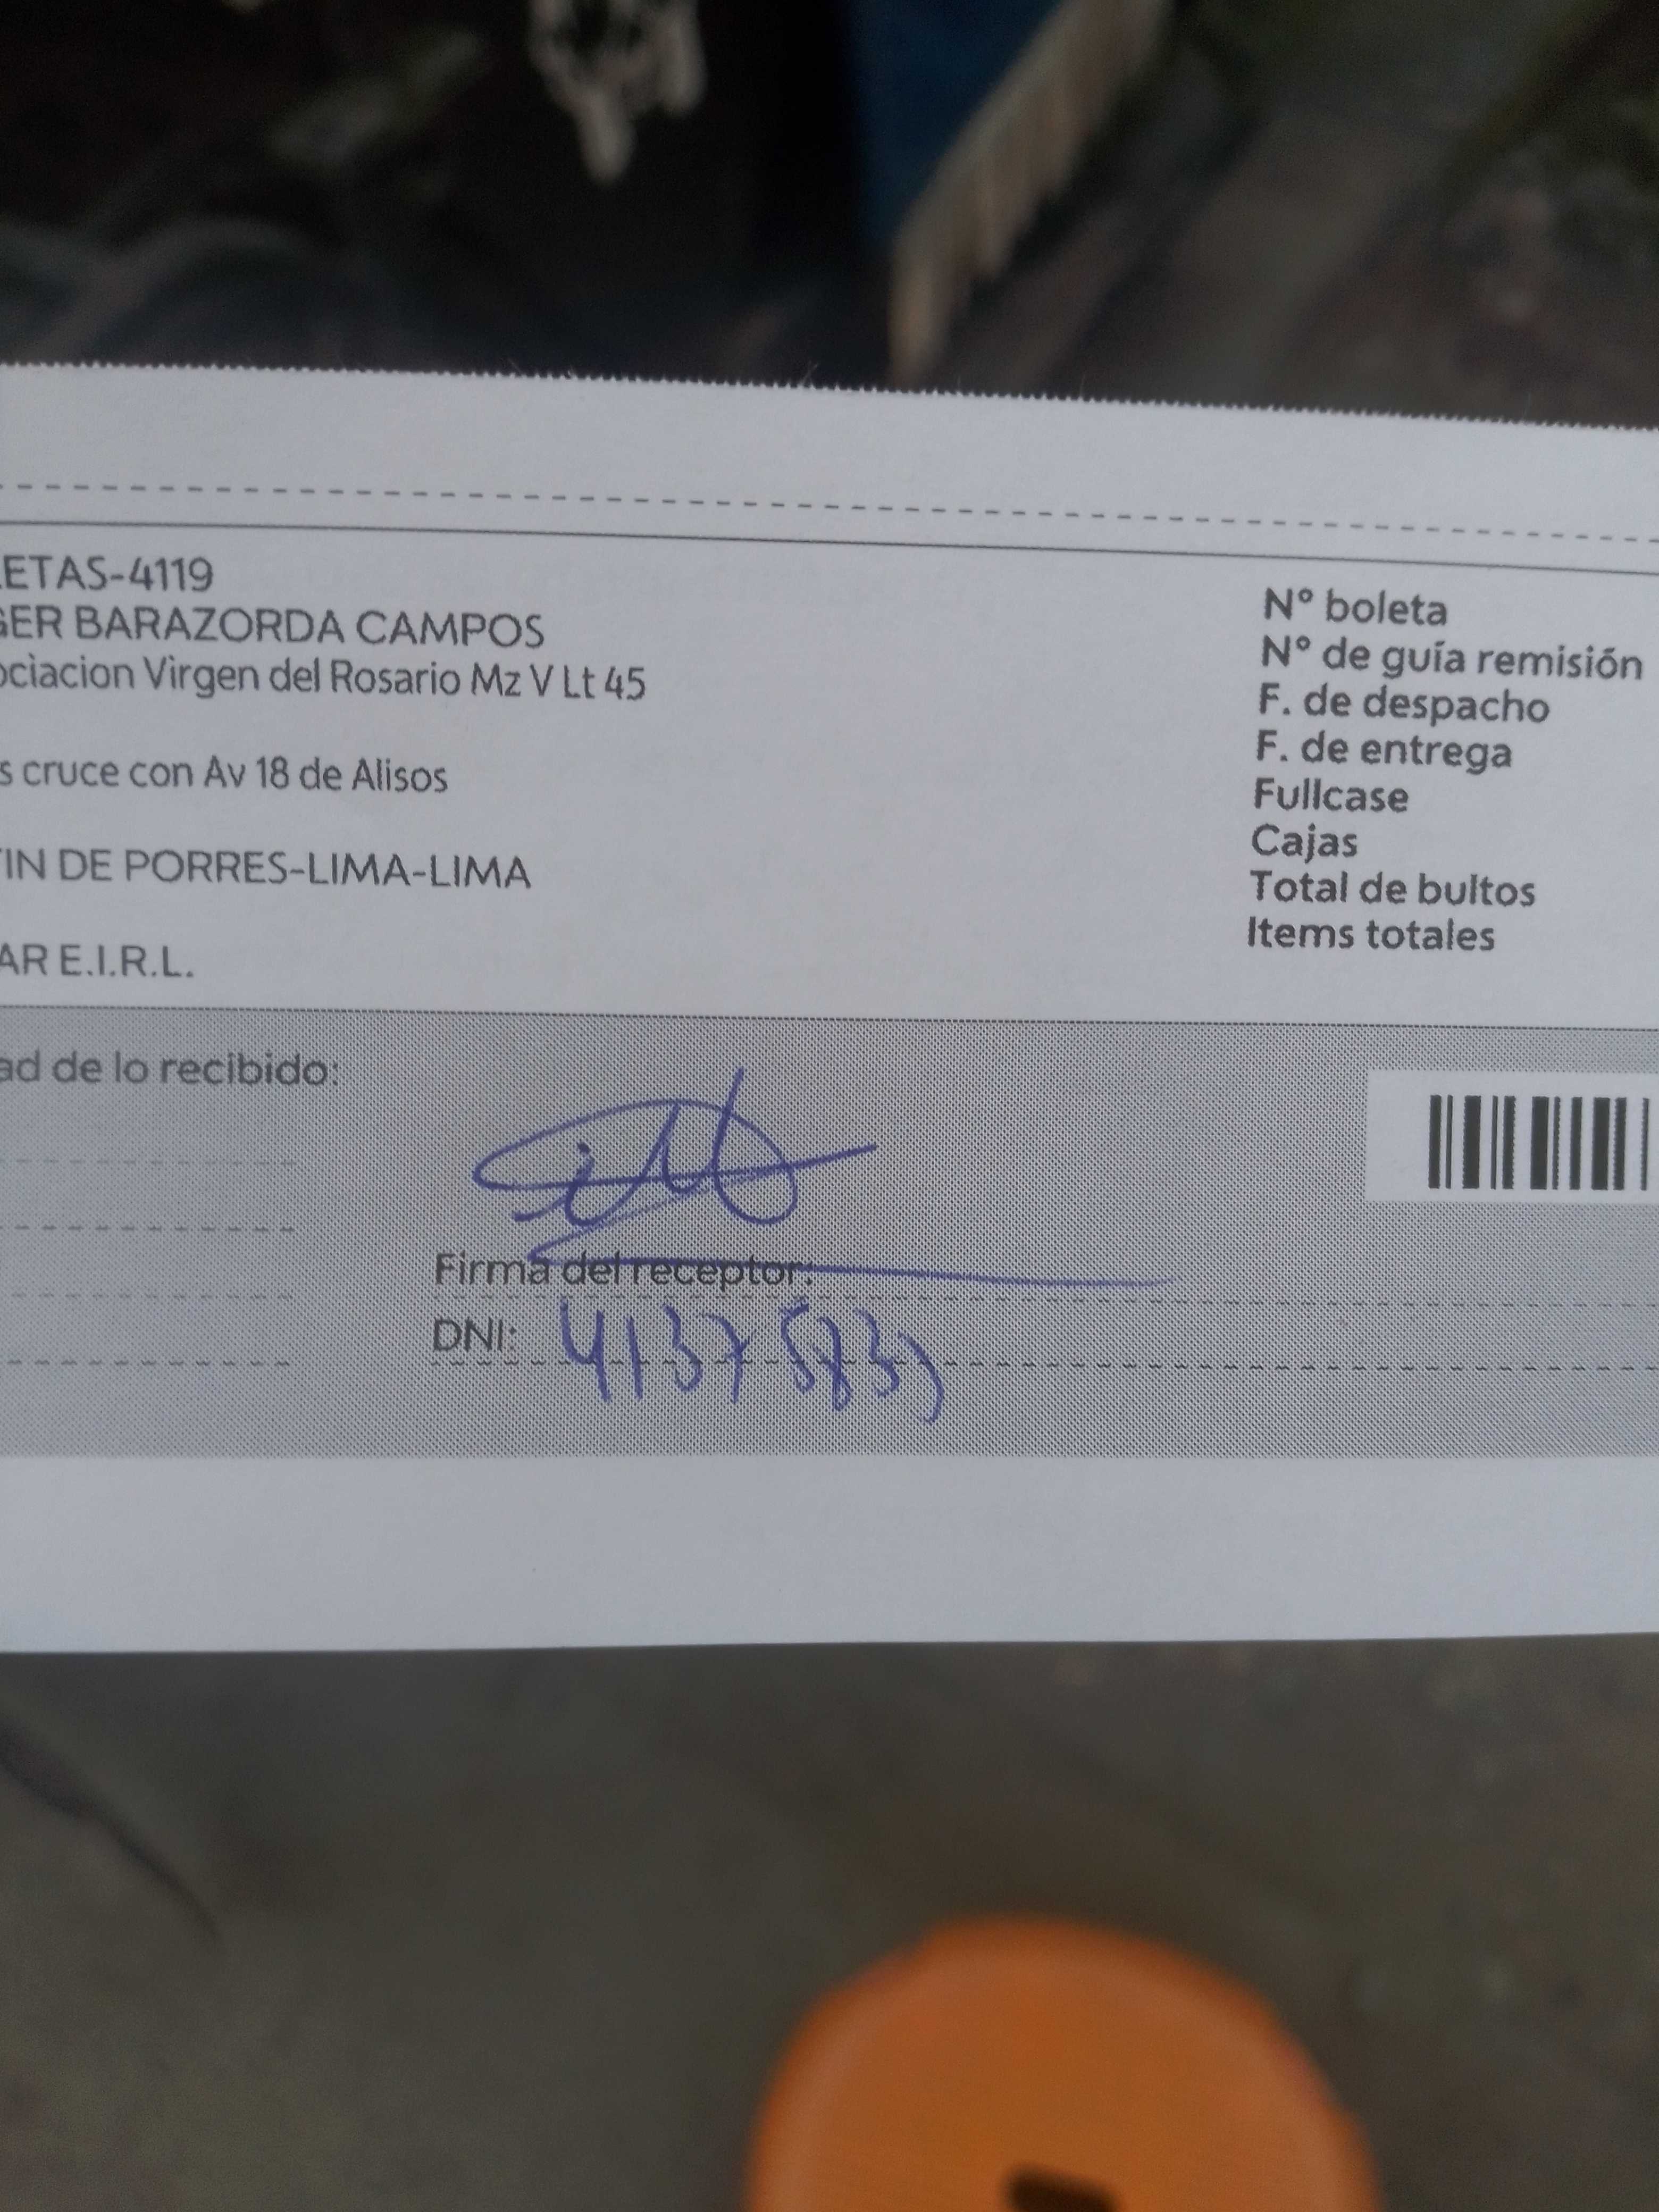 ETAS-4119
GER BARAZORDA CAMPOS
ociacion Virgen del Rosario Mz V Lt 45
s cruce con Av 18 de Alisos
TIN DE PORRES-LIMA-LIMA
AR E.I.R.L.
N° boleta
N° de guía remisión
F. de despacho
F. de entrega
Fullcase
Cajas
Total de bultos
Items totales
ad de lo recibido:
Firma del receptor:
DNI: